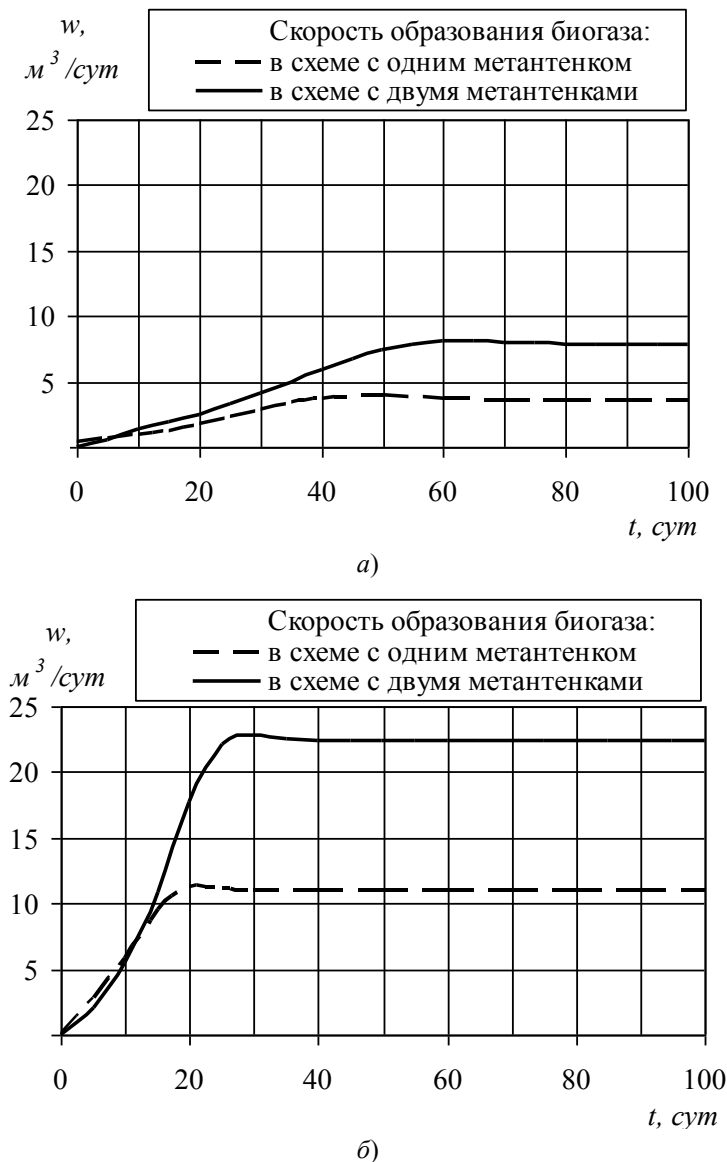 w,
м 3 /сут
Скорость образования биогаза:
в схеме с одним метантенком
в схеме с двумя метантенками
25
20
15
10
5
0 20 40 60 80 100
t, сут
а)
Скорость образования биогаза:
w,
в схеме с одним метантенком
м 3 /сут
в схеме с двумя метантенками
25
20
15
10
5
0 20 40 60 80 100
t, сут
б)